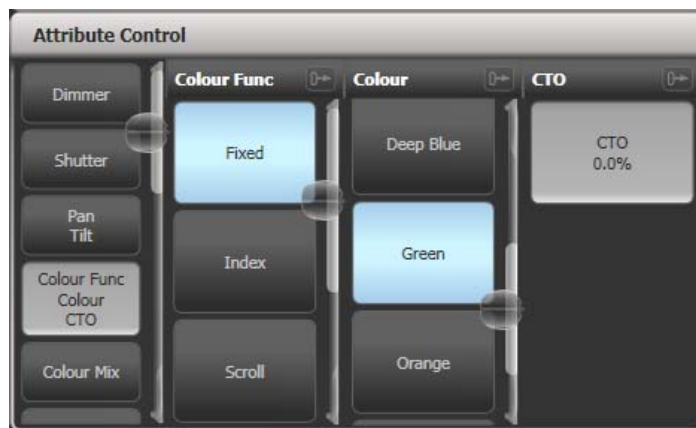 Attribute Control
Dimmer
Shutter
Pan
Tilt
Colour Func
Colour
CTO
Colour Mix
Colour Func
Fixed
Index
Scroll
Colour
Deep Blue
Green
Orange
CTO
CTO
0.0%